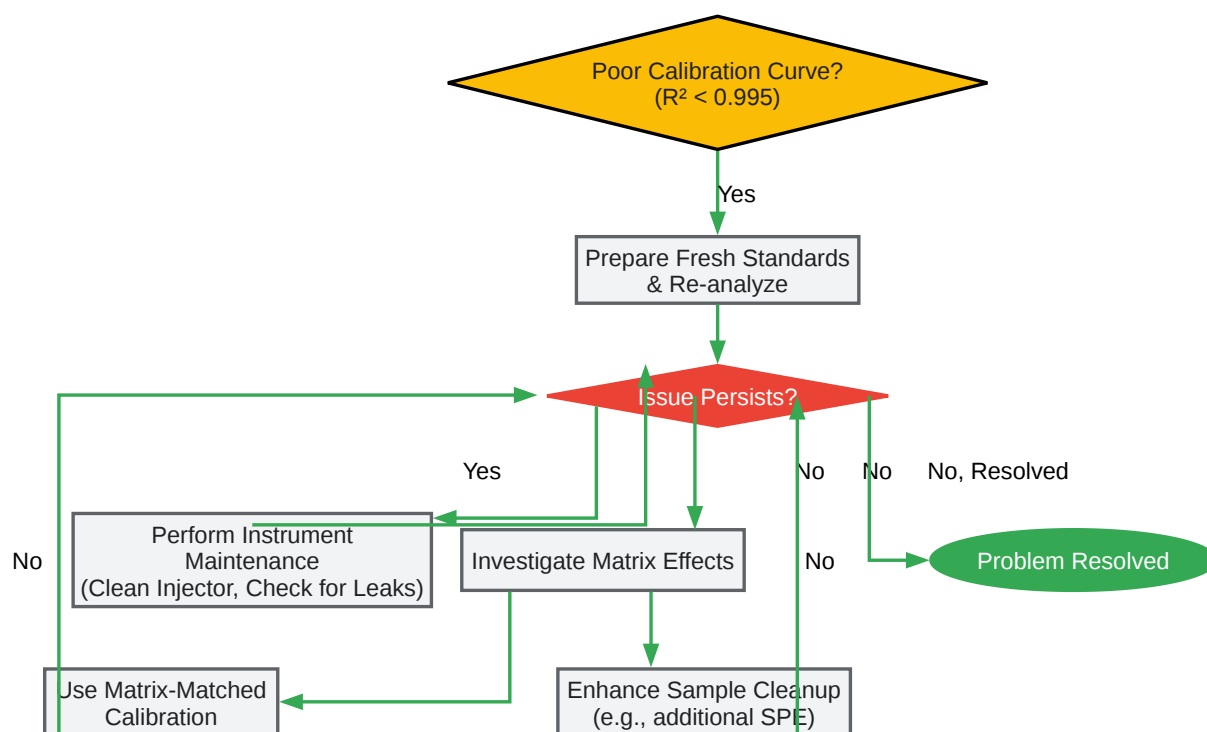 Poor Calibration Curve?
(R² < 0.995)
Yes
Prepare Fresh Standards
& Re-analyze
Issue Persists?
Yes
No
No
No, Resolved
Perform Instrument
Maintenance
(Clean Injector, Check for Leaks)
Investigate Matrix Effects
Problem Resolved
No
No
Use Matrix-Matched
Calibration
Enhance Sample Cleanup
(e.g., additional SPE)